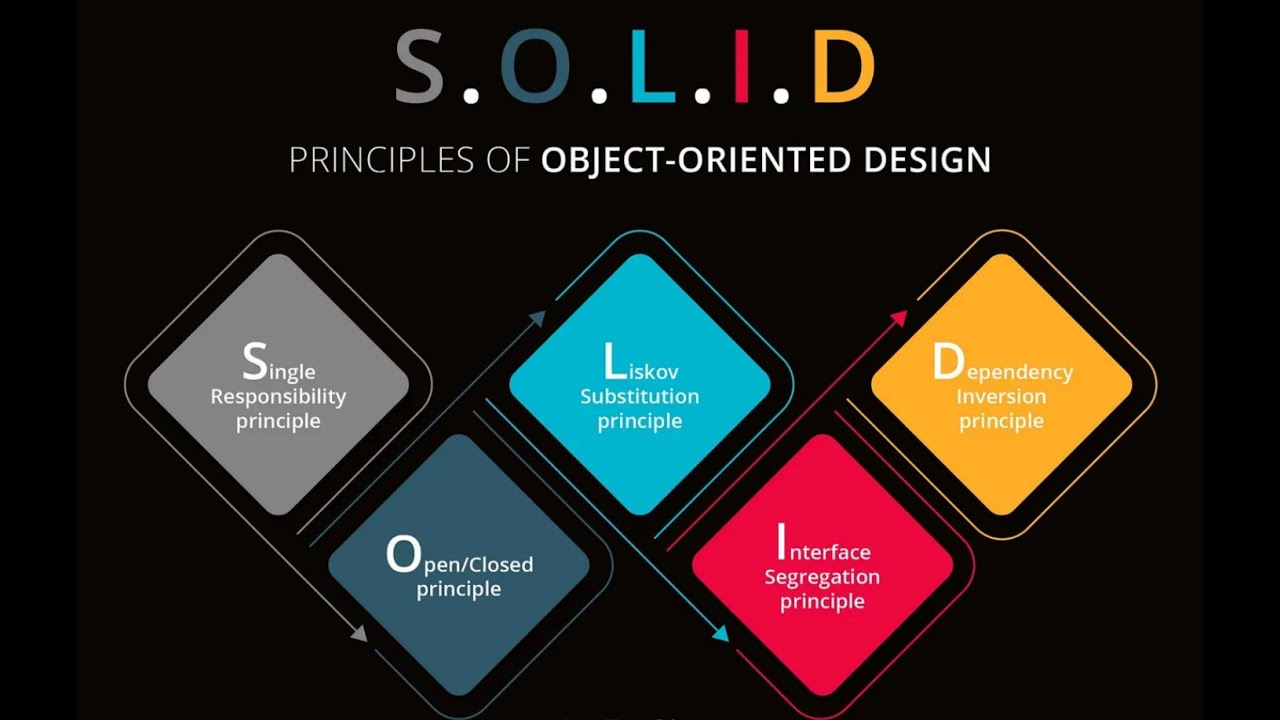 S.O.L.I.D
PRINCIPLES OF OBJECT-ORIENTED DESIGN
Single
Responsibility
principle
Open/Closed
principle
Liskov
Substitution
principle
Interface
Segregation
principle
Dependency
Inversion
principle